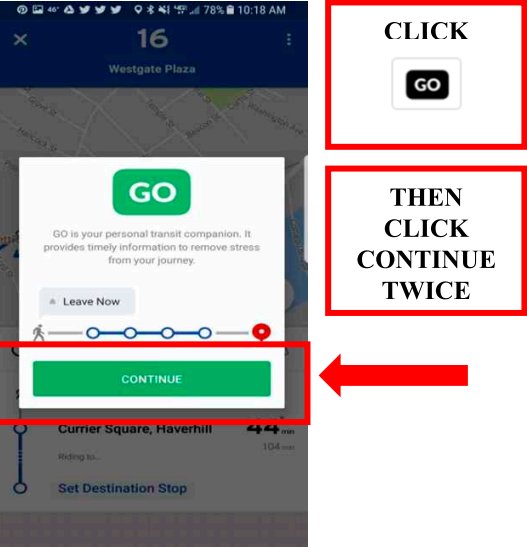 46° 78% 10:18 AM
16
Westgate Plaza
GO
GO is your personal transit companion. It
provides timely information to remove stress
from your journey.
Leave Now
CONTINUE
Currier Square, Haverhill
44 min
104 min
Riding to...
Set Destination Stop
CLICK
GO
THEN
CLICK
CONTINUE
TWICE